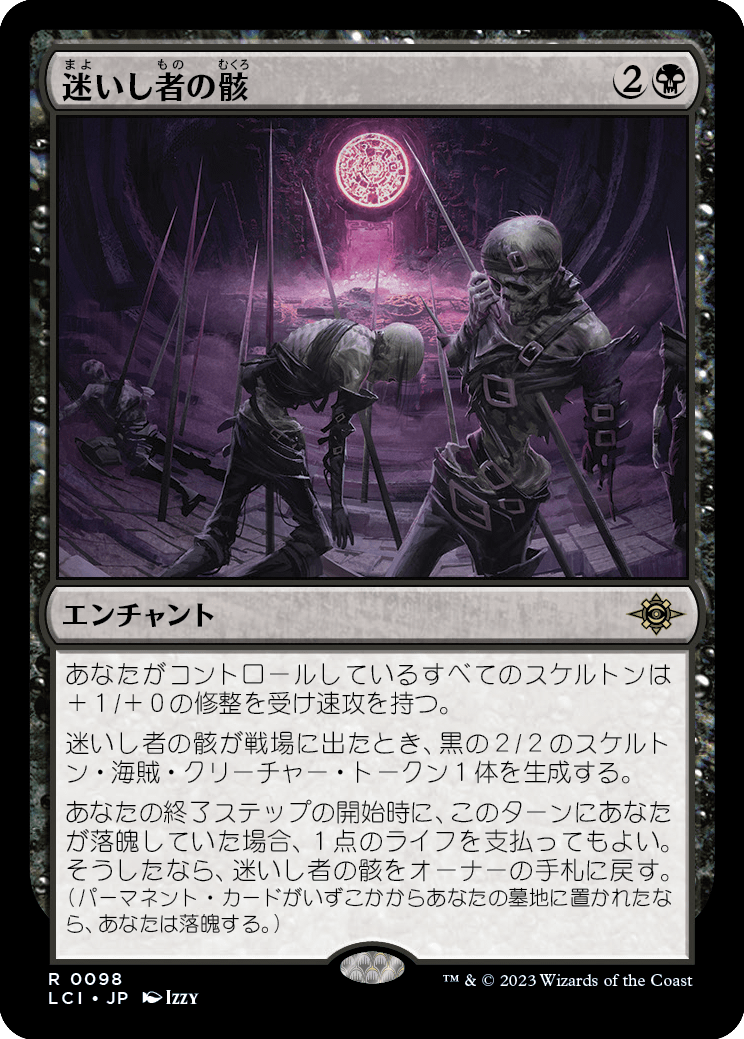 まよ もの むくろ
迷いし者の骸 2
エンチャント
あなたがコントロールしているすべてのスケルトンは
+1/+0の修整を受け速攻を持つ。
迷いし者の骸が戦場に出たとき、黒の2/2のスケルト
ン・海賊・クリーチャー・トークン1体を生成する。
あなたの終了ステップの開始時に、このターンにあなた
が落魄していた場合、1点のライフを支払ってもよい。
そうしたなら、迷いし者の骸をオーナーの手札に戻す。
(パーマネント・カードがいずこかからあなたの墓地に置かれたな
ら、あなたは落魄する。)
R 0098 ™ & © 2023 Wizards of the Coast
LCI • JP Izzy